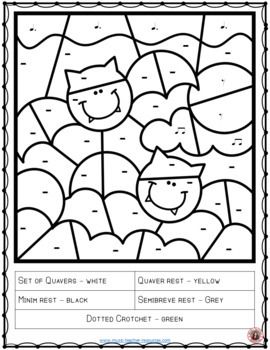 Set of Quavers – white
Quaver rest – yellow
Minim rest – black
Semibreve rest – Grey
Dotted Crotchet – green
www.music-teacher-resources.com